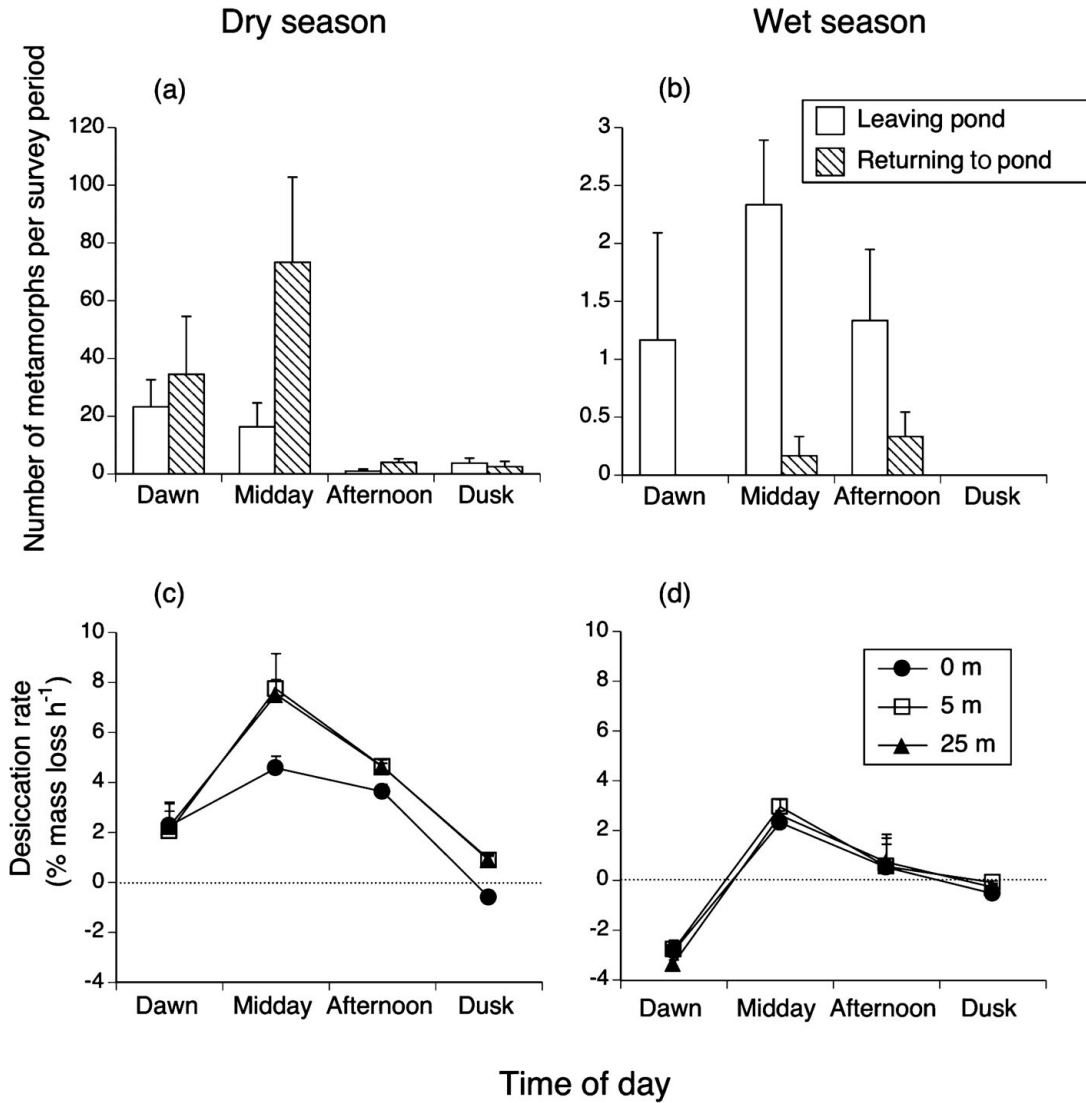 Dry season
Wet season
(a)
(b)
Number of metamorphs per survey period
120
100
80
60
40
20
0
Dawn Midday Afternoon Dusk
3
2.5
2
1.5
1
0.5
0
Dawn Midday Afternoon Dusk
Leaving pond
Returning to pond
(c)
(d)
Desiccation rate
(% mass loss h⁻¹)
10
8
6
4
2
0
-2
-4
Dawn Midday Afternoon Dusk
10
8
6
4
2
0
-2
-4
Dawn Midday Afternoon Dusk
0 m
5 m
25 m
Time of day